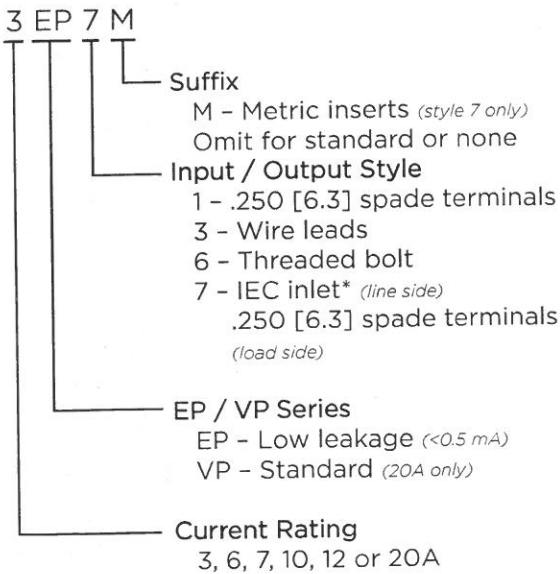 3 EP 7 M
Suffix
M – Metric inserts (style 7 only)
Omit for standard or none
Input / Output Style
1 – .250 [6.3] spade terminals
3 – Wire leads
6 – Threaded bolt
7 – IEC inlet* (line side)
.250 [6.3] spade terminals
(load side)
EP / VP Series
EP – Low leakage (<0.5 mA)
VP – Standard (20A only)
Current Rating
3, 6, 7, 10, 12 or 20A